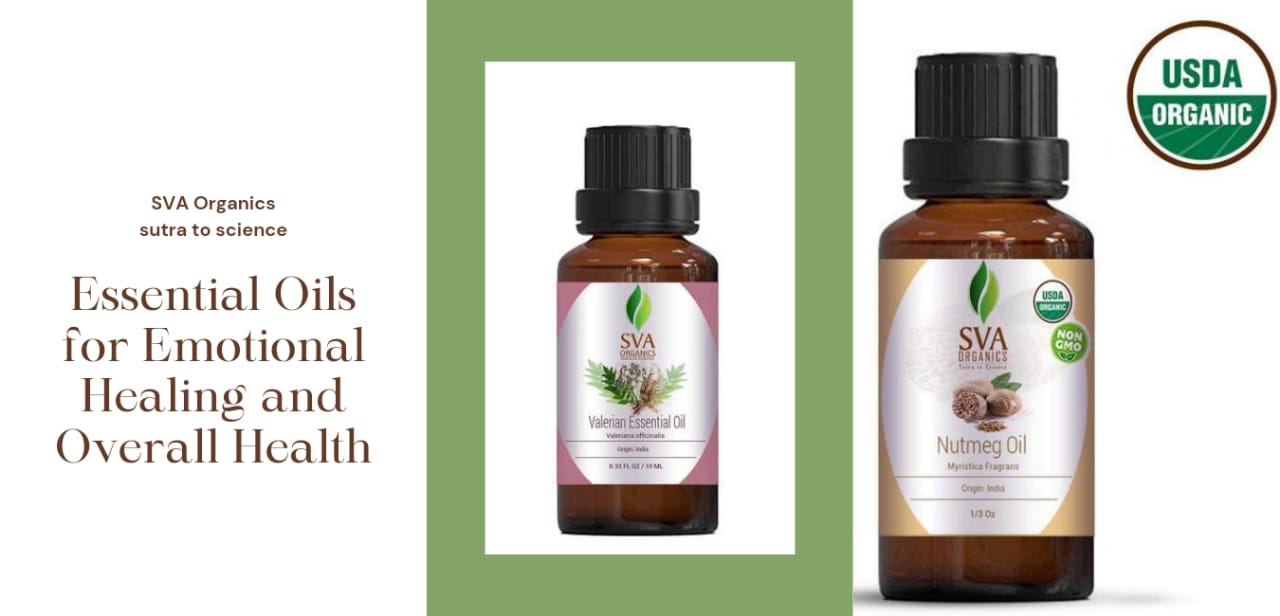 SVA Organics
sutra to science
Essential Oils
for Emotional
Healing and
Overall Health
SVA
ORGANICS
Valerian Essential Oil
Valeriana officinalis
Origin: India
0.33 FL OZ / 10 ML
USDA
ORGANIC
SVA
ORGANICS
Sutra to Science
USDA
ORGANIC
NON
GMO
Nutmeg Oil
Myristica Fragrans
Origin: India
1/3 Oz